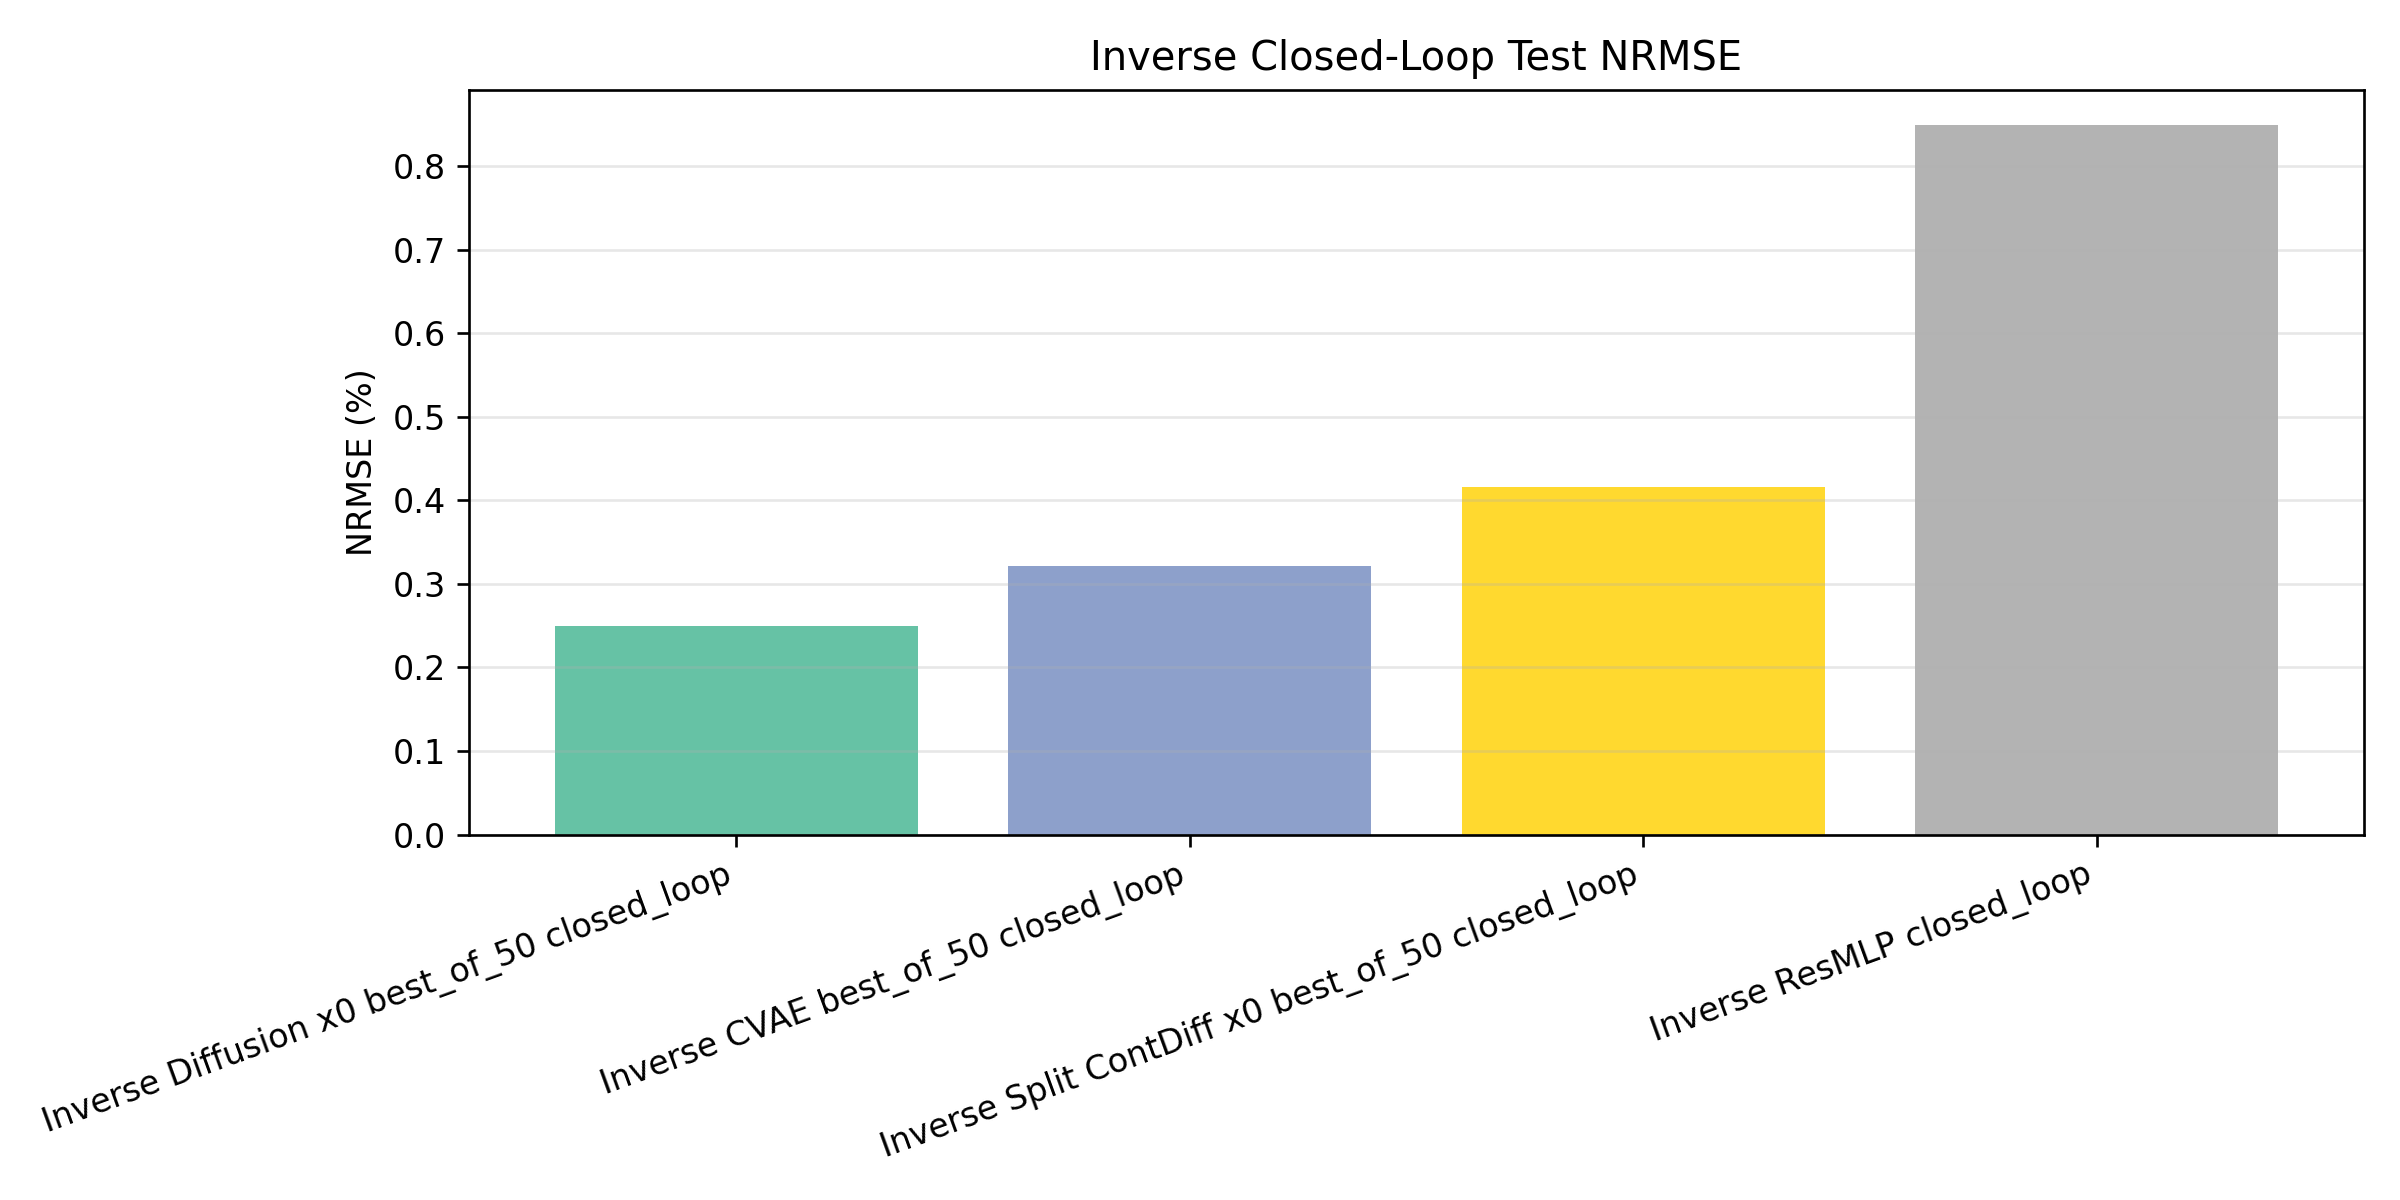 Inverse Closed-Loop Test NRMSE
NRMSE (%)
0.8
0.7
0.6
0.5
0.4
0.3
0.2
0.1
0.0
Inverse Diffusion x0 best_of_50 closed_loop
Inverse CVAE best_of_50 closed_loop
Inverse Split ContDiff x0 best_of_50 closed_loop
Inverse ResMLP closed_loop